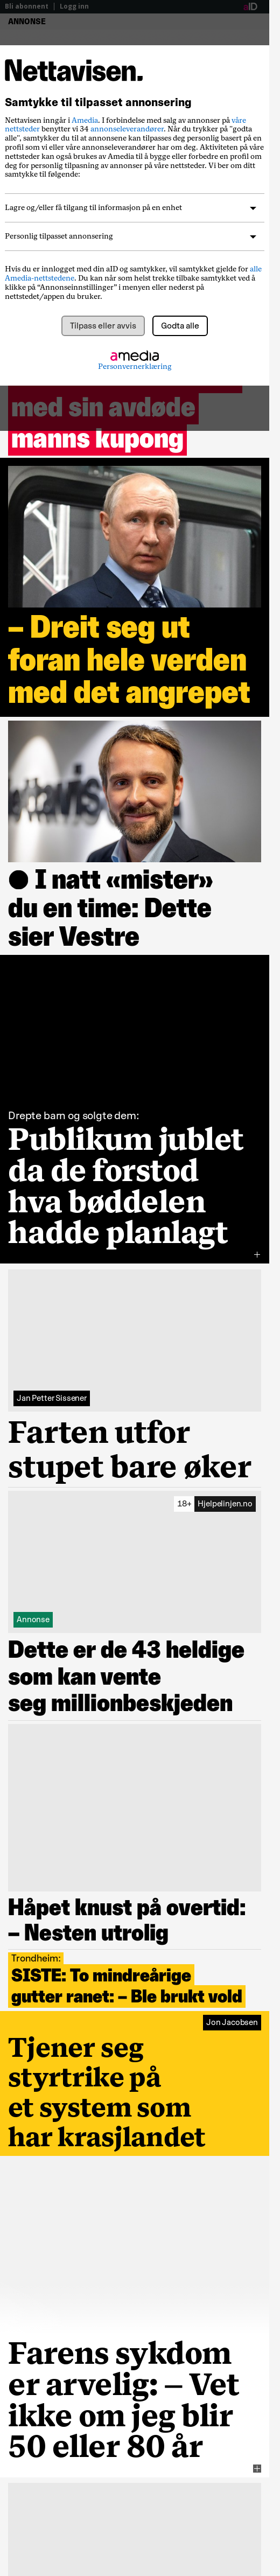 Bli abonnent | Logg inn
aID
ANNONSE
Nettavisen.
Samtykke til tilpasset annonsering
Nettavisen inngår i Amedia. I forbindelse med salg av annonser på våre
nettsteder benytter vi 34 annonseleverandører. Når du trykker på "godta
alle", samtykker du til at annonsene kan tilpasses deg personlig basert på en
profil som vi eller våre annonseleverandører har om deg. Aktiviteten på våre
nettsteder kan også brukes av Amedia til å bygge eller forbedre en profil om
deg for personlig tilpasning av annonser på våre nettsteder. Vi ber om ditt
samtykke til følgende:
Lagre og/eller få tilgang til informasjon på en enhet
Personlig tilpasset annonsering
Hvis du er innlogget med din aID og samtykker, vil samtykket gjelde for alle
Amedia-nettstedene. Du kan når som helst trekke tilbake samtykket ved å
klikke på “Annonseinnstillinger” i menyen eller nederst på
nettstedet/appen du bruker.
Tilpass eller avvis
Godta alle
amedia
Personvernerklæring
med sin avdøde
manns kupong
– Dreit seg ut
foran hele verden
med det angrepet
I natt «mister»
du en time: Dette
sier Vestre
Drepte barn og solgte dem:
Publikum jublet
da de forstod
hva bøddelen
hadde planlagt
Jan Petter Sissener
Farten utfor
stupet bare øker
18+ Hjelpelinjen.no
Annonse
Dette er de 43 heldige
som kan vente
seg millionbeskjeden
Håpet knust på overtid:
– Nesten utrolig
Trondheim:
SISTE: To mindreårige
gutter ranet: – Ble brukt vold
Jon Jacobsen
Tjener seg
styrtrike på
et system som
har krasjlandet
Farens sykdom
er arvelig: – Vet
ikke om jeg blir
50 eller 80 år